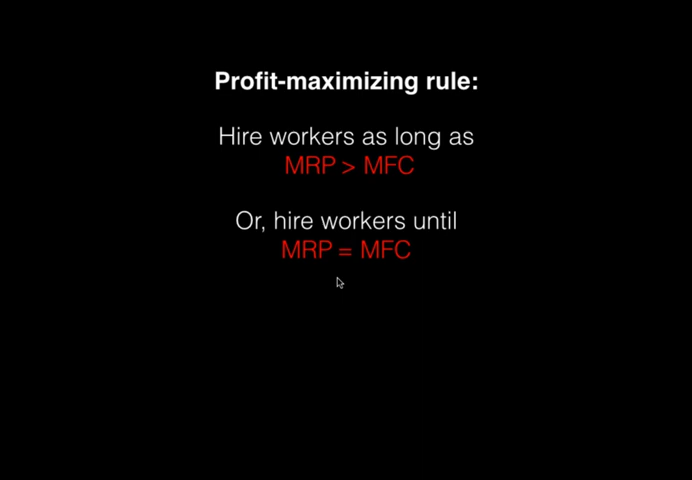 Profit-maximizing rule:
Hire workers as long as
MRP > MFC
Or, hire workers until
MRP = MFC